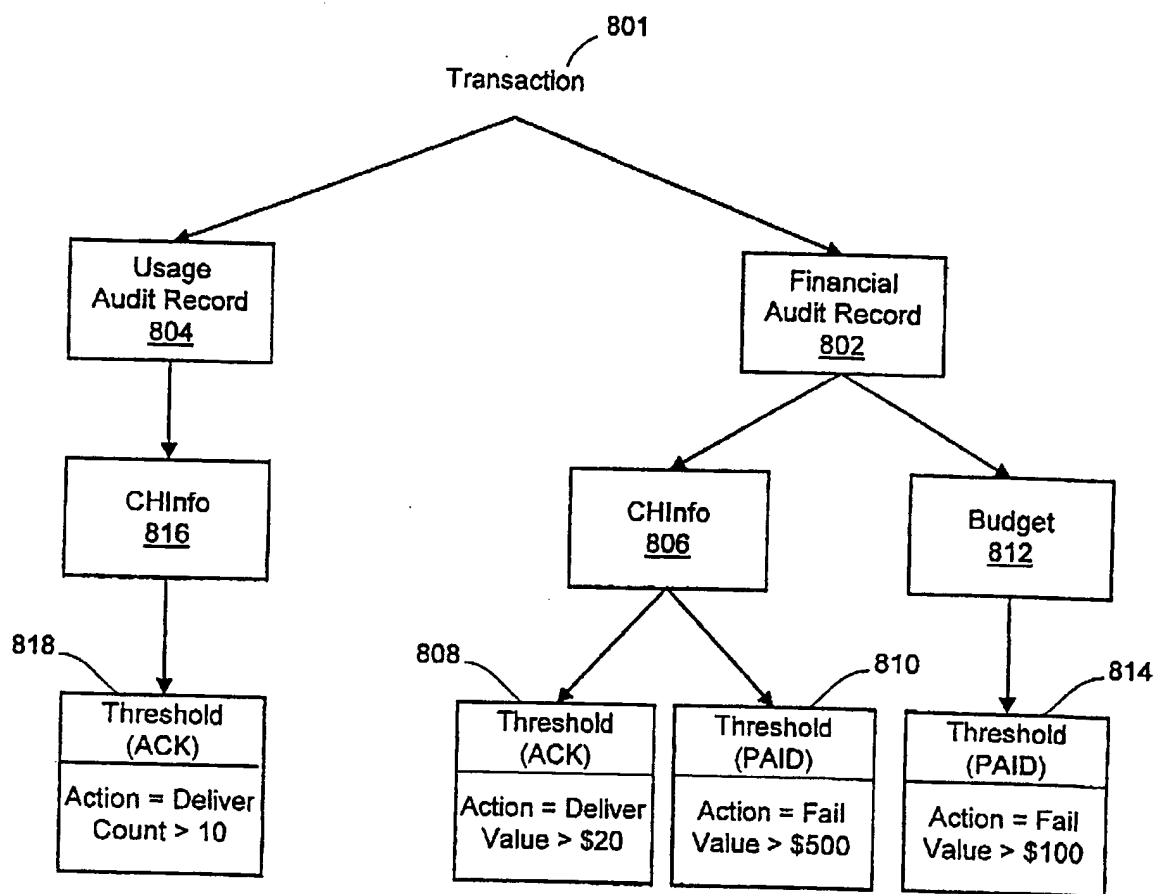 801
Transaction
Usage
Audit Record
804
Financial
Audit Record
802
CHInfo
816
CHInfo
806
Budget
812
818
808
810
814
Threshold
(ACK)
Action = Deliver
Count > 10
Threshold
(ACK)
Action = Deliver
Value > $20
Threshold
(PAID)
Action = Fail
Value > $500
Threshold
(PAID)
Action = Fail
Value > $100